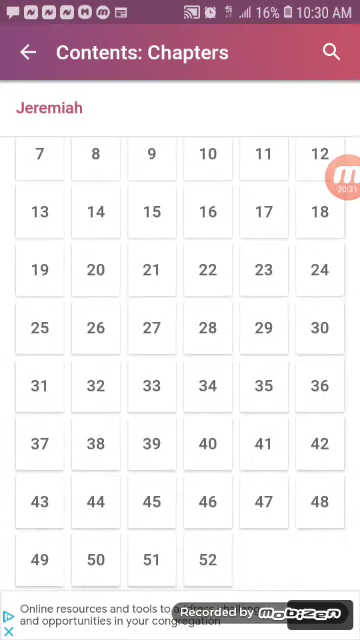 16% 10:30 AM
Contents: Chapters
Jeremiah
7 8 9 10 11 12
20:31
13 14 15 16 17 18
19 20 21 22 23 24
25 26 27 28 29 30
31 32 33 34 35 36
37 38 39 40 41 42
43 44 45 46 47 48
49 50 51 52
Online resources and tools to
and opportunities in your congregation
Recorded by mobizen